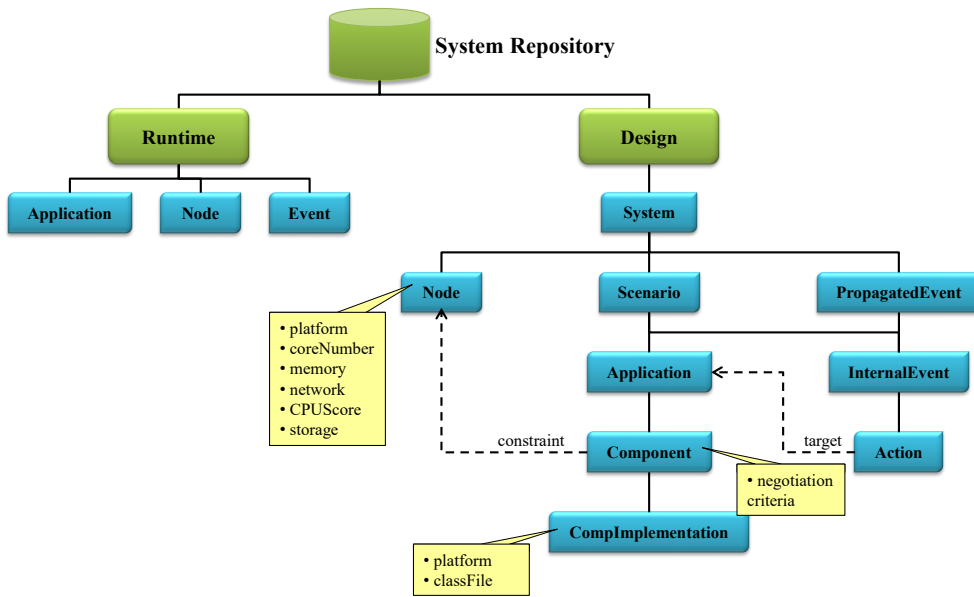 System Repository
Runtime
Design
Application
Node
Event
System
Node
Scenario
PropagatedEvent
• platform
• coreNumber
• memory
• network
• CPUScore
• storage
Application
InternalEvent
constraint
Component
target
Action
• negotiation
criteria
CompImplementation
• platform
• classFile